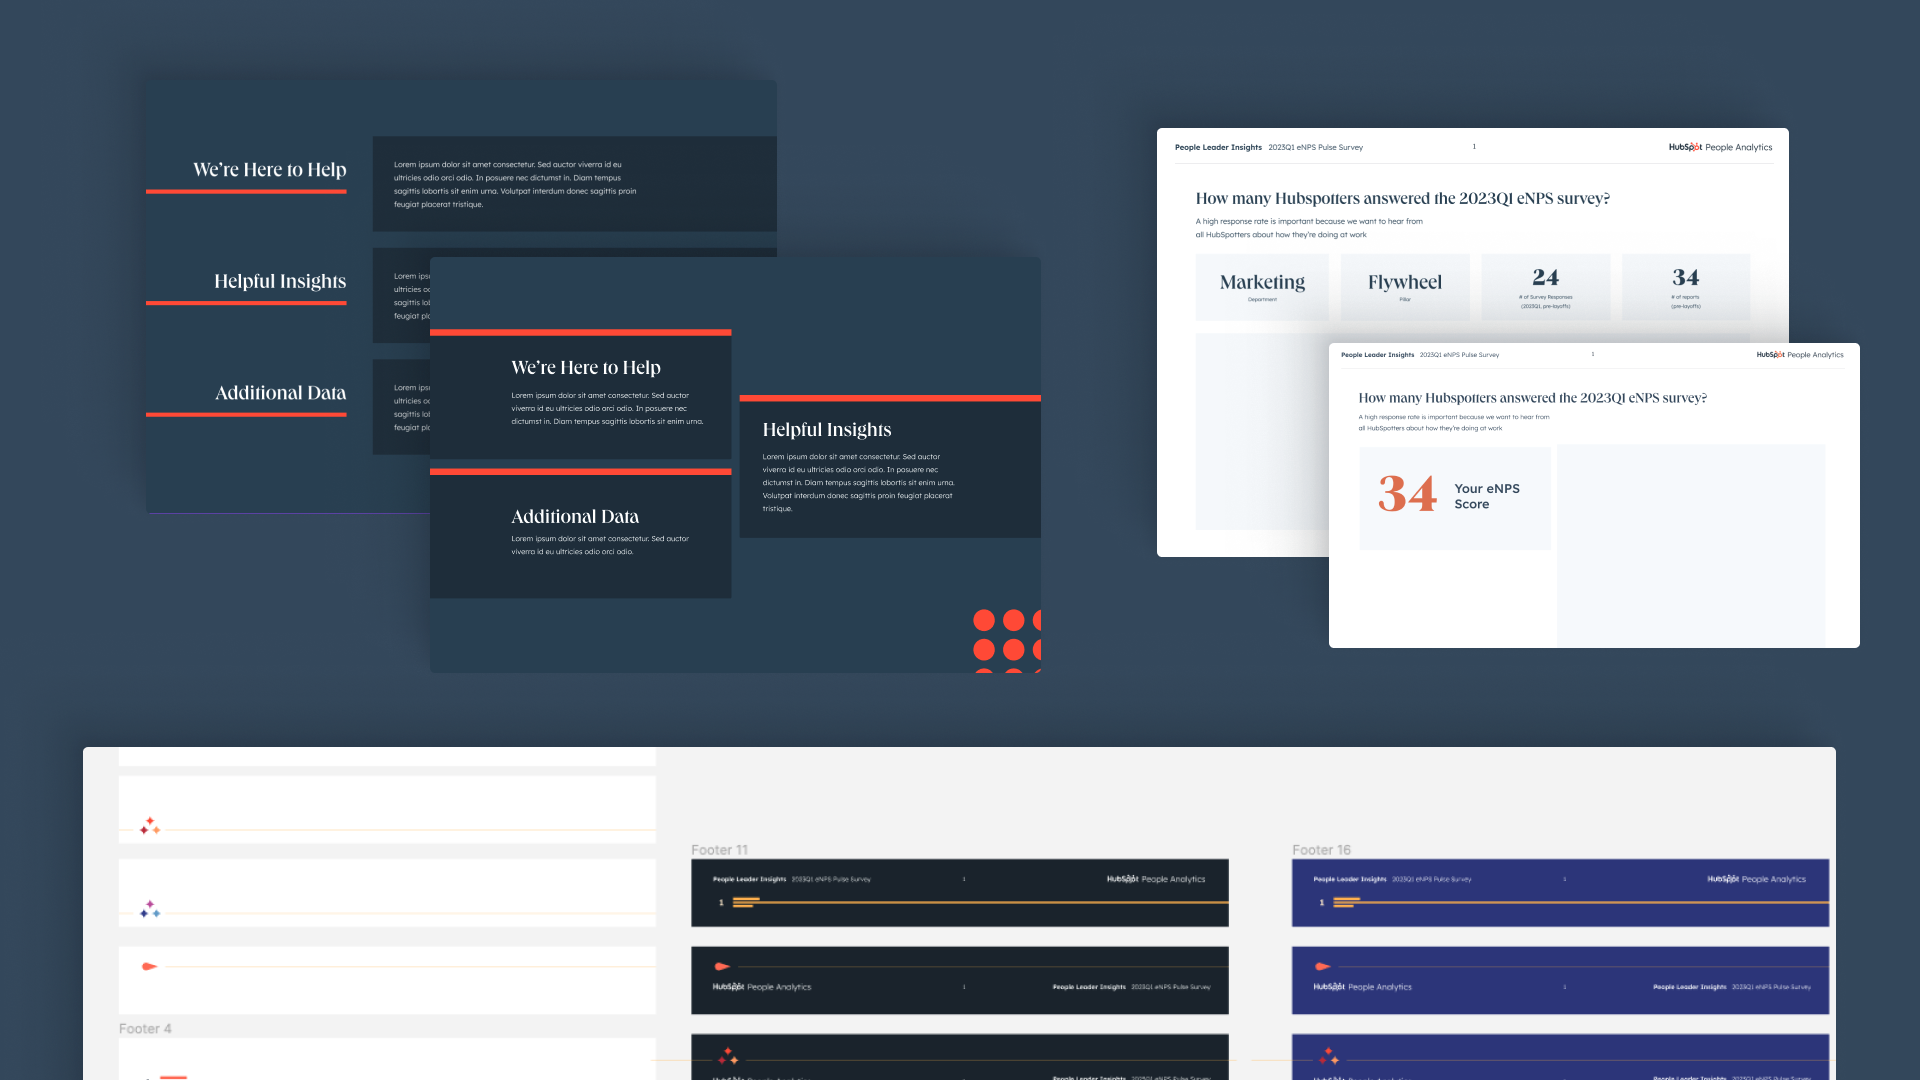 We're Here to Help
Lorem ipsum dolor sit amet consectetur. Sed auctor viverra id eu
ultricies odio orci odio. In posuere nec dictumst in. Diam tempus
sagittis lobortis sit enim urna. Volutpat interdum donec sagittis proin
feugiat placerat tristique.
Helpful Insights
Lorem
ultricies
sagittis
feugiat
Additional Data
Lorem
ultricies
sagittis
feugiat
We're Here to Help
Lorem ipsum dolor sit amet consectetur. Sed auctor
viverra id eu ultricies odio orci odio. In posuere nec
dictumst in. Diam tempus sagittis lobortis sit enim urna.
Helpful Insights
Lorem ipsum dolor sit amet consectetur. Sed auctor
viverra id eu ultricies odio orci odio. In posuere nec
dictumst in. Diam tempus sagittis lobortis sit enim urna.
Volutpat interdum donec sagittis proin feugiat placerat
tristique.
Additional Data
Lorem ipsum dolor sit amet consectetur. Sed auctor
viverra id eu ultricies odio orci odio.
People Leader Insights 2023Q1 eNPS Pulse Survey 1 HubSpot People Analytics
How many Hubspotters answered the 2023Q1 eNPS survey?
A high response rate is important because we want to hear from
all HubSpotters about how they're doing at work
Marketing
Department
Flywheel
Pillar
24
# of Survey Responses
(2023Q1, pre-layoffs)
34
# of reports
(pre-layoffs)
People Leader Insights 2023Q1 eNPS Pulse Survey 1 HubSpot People Analytics
How many Hubspotters answered the 2023Q1 eNPS survey?
A high response rate is important because we want to hear from
all HubSpotters about how they're doing at work
34
Your eNPS
Score
Footer 4
Footer 11
People Leader Insights 2023Q1 eNPS Pulse Survey 1 HubSpot People Analytics
1
HubSpot People Analytics 1 People Leader Insights 2023Q1 eNPS Pulse Survey
People Leader Insights 2023Q1 eNPS Pulse Survey
Footer 16
People Leader Insights 2023Q1 eNPS Pulse Survey 1 HubSpot People Analytics
1
HubSpot People Analytics 1 People Leader Insights 2023Q1 eNPS Pulse Survey
People Leader Insights 2023Q1 eNPS Pulse Survey